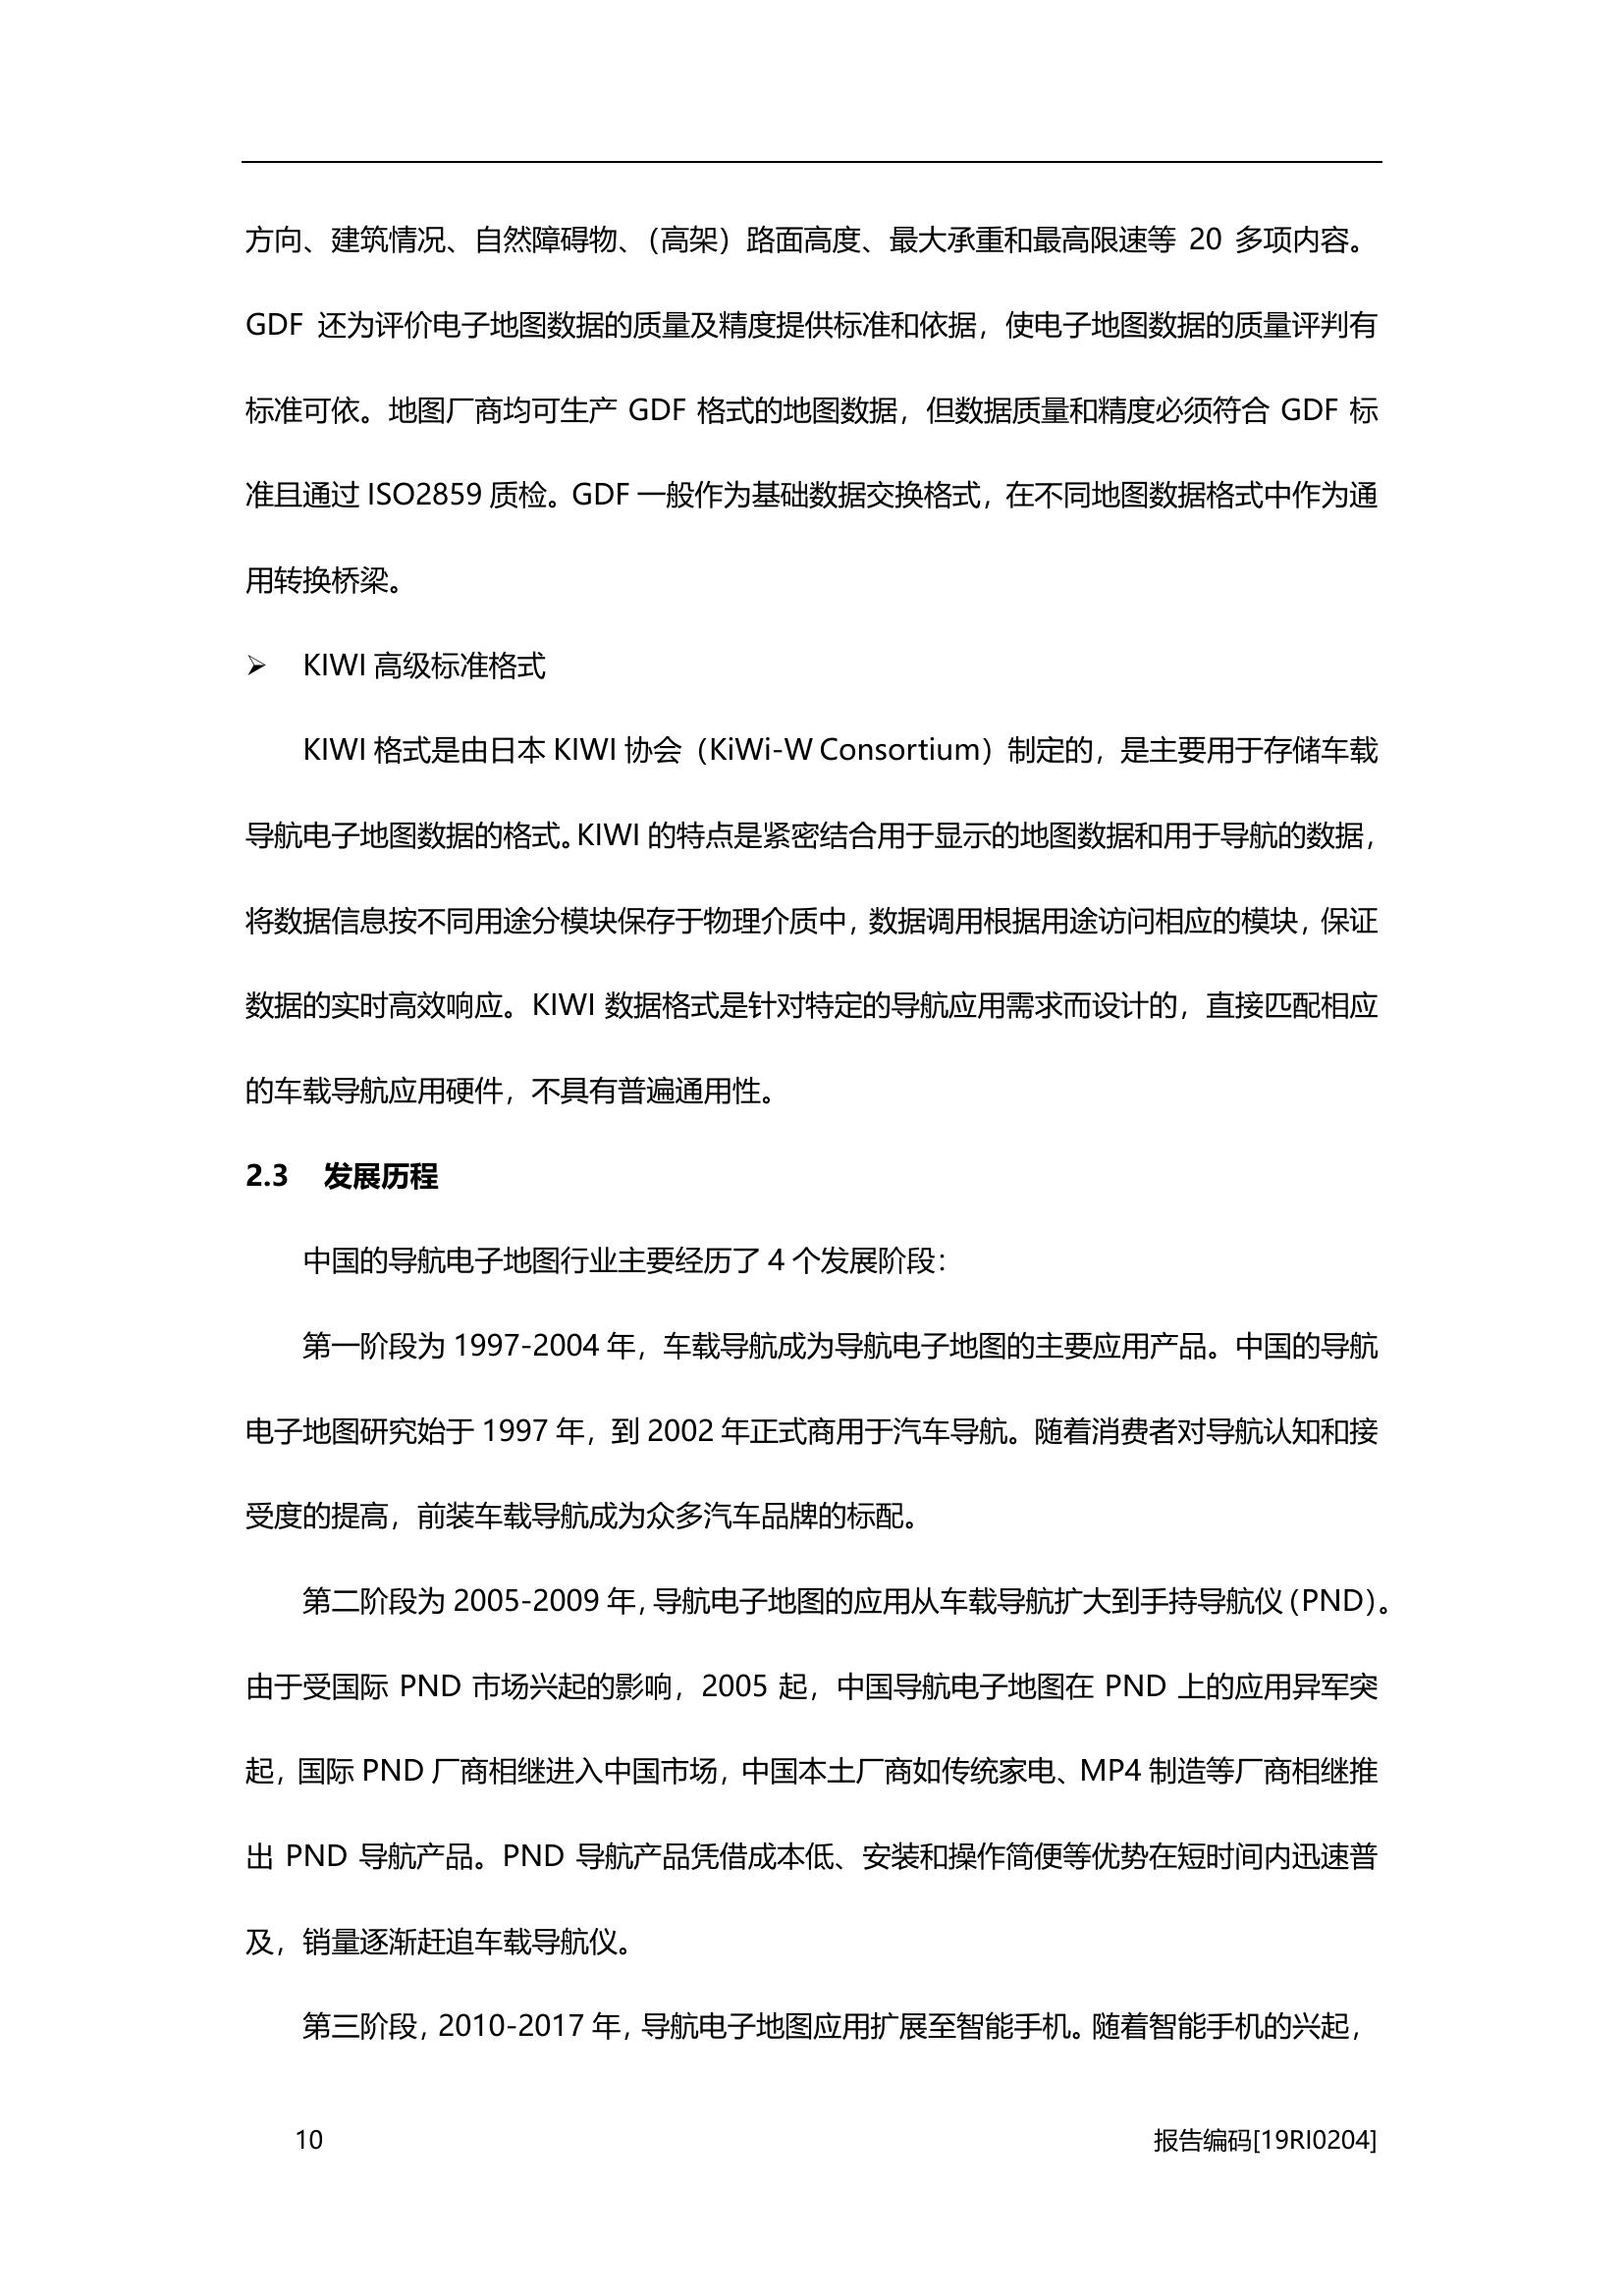 方向、建筑情况、自然障碍物、（高架）路面高度、最大承重和最高限速等 20 多项内容。
GDF 还为评价电子地图数据的质量及精度提供标准和依据，使电子地图数据的质量评判有
标准可依。地图厂商均可生产 GDF 格式的地图数据，但数据质量和精度必须符合 GDF 标
准且通过 ISO2859 质检。GDF 一般作为基础数据交换格式，在不同地图数据格式中作为通
用转换桥梁。
➢ KIWI 高级标准格式
KIWI 格式是由日本 KIWI 协会（KiWi-W Consortium）制定的，是主要用于存储车载
导航电子地图数据的格式。KIWI 的特点是紧密结合用于显示的地图数据和用于导航的数据，
将数据信息按不同用途分模块保存于物理介质中，数据调用根据用途访问相应的模块，保证
数据的实时高效响应。KIWI 数据格式是针对特定的导航应用需求而设计的，直接匹配相应
的车载导航应用硬件，不具有普遍通用性。
2.3 发展历程
中国的导航电子地图行业主要经历了 4 个发展阶段：
第一阶段为 1997-2004 年，车载导航成为导航电子地图的主要应用产品。中国的导航
电子地图研究始于 1997 年，到 2002 年正式商用于汽车导航。随着消费者对导航认知和接
受度的提高，前装车载导航成为众多汽车品牌的标配。
第二阶段为 2005-2009 年，导航电子地图的应用从车载导航扩大到手持导航仪（PND）。
由于受国际 PND 市场兴起的影响，2005 起，中国导航电子地图在 PND 上的应用异军突
起，国际 PND 厂商相继进入中国市场，中国本土厂商如传统家电、MP4 制造等厂商相继推
出 PND 导航产品。PND 导航产品凭借成本低、安装和操作简便等优势在短时间内迅速普
及，销量逐渐赶追车载导航仪。
第三阶段，2010-2017 年，导航电子地图应用扩展至智能手机。随着智能手机的兴起，
10 报告编码[19RI0204]